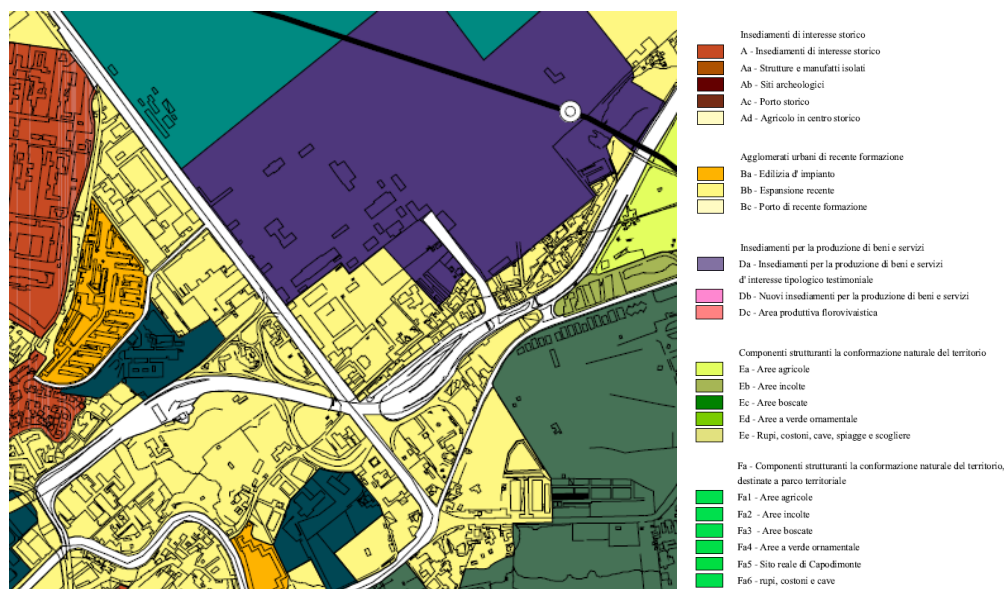 Insediamenti di interesse storico
A - Insediamenti di interesse storico
Aa - Strutture e manufatti isolati
Ab - Siti archeologici
Ac - Porto storico
Ad - Agricolo in centro storico
Agglomerati urbani di recente formazione
Ba - Edilizia d' impianto
Bb - Espansione recente
Bc - Porto di recente formazione
Insediamenti per la produzione di beni e servizi
Da - Insediamenti per la produzione di beni e servizi
d' interesse tipologico testimoniale
Db - Nuovi insediamenti per la produzione di beni e servizi
Dc - Area produttiva florovivaistica
Componenti strutturanti la conformazione naturale del territorio
Ea - Aree agricole
Eb - Aree incolte
Ec - Aree boscate
Ed - Area a verde ornamentale
Ee - Rupi, costoni, cave, spiagge e scogliere
Fa - Componenti strutturanti la conformazione naturale del territorio,
destinate a parco territoriale
Fa1 - Aree agricole
Fa2 - Aree incolte
Fa3 - Aree boscate
Fa4 - Aree a verde ornamentale
Fa5 - Sito reale di Capodimonte
Fa6 - rupi, costoni e cave